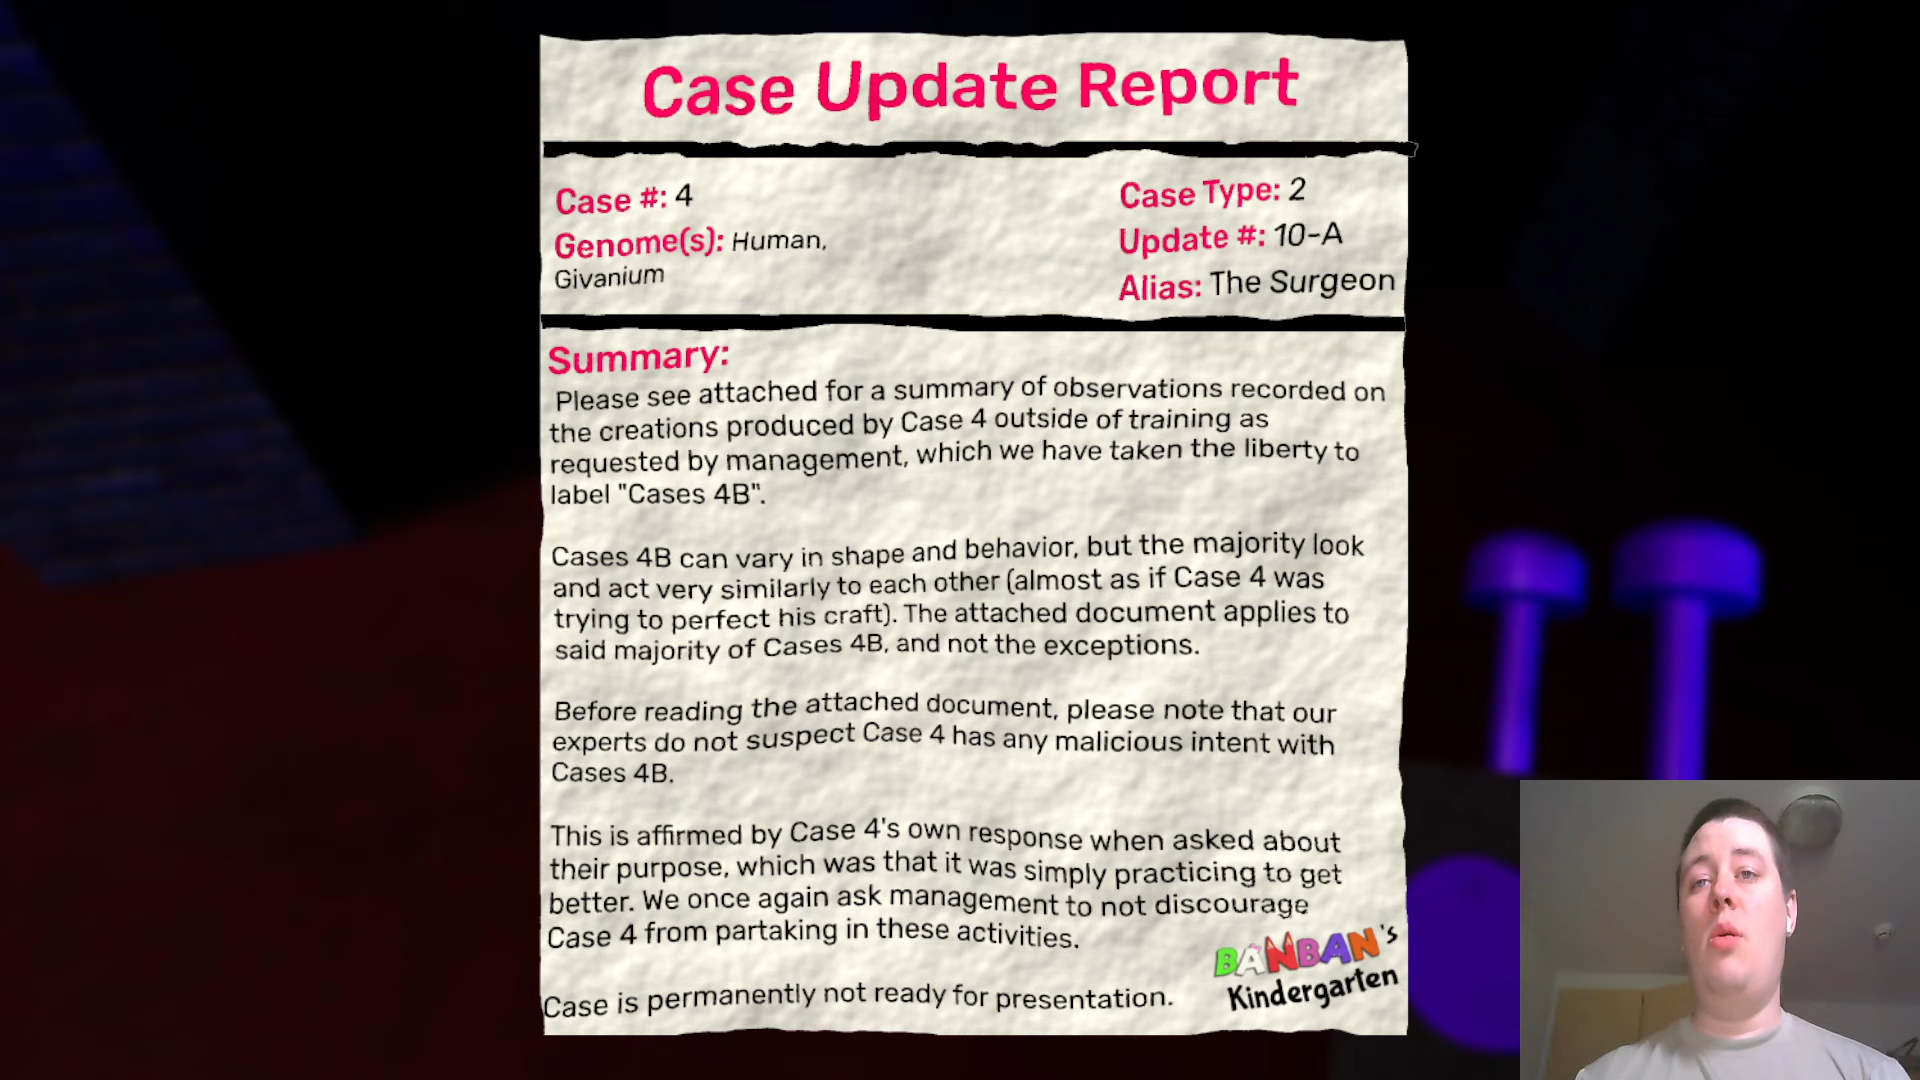 Case Update Report
Case #: 4
Genome(s): Human,
Givanium
Case Type: 2
Update #: 10-A
Alias: The Surgeon
Summary:
Please see attached for a summary of observations recorded on
the creations produced by Case 4 outside of training as
requested by management, which we have taken the liberty to
label "Cases 4B".
Cases 4B can vary in shape and behavior, but the majority look
and act very similarly to each other (almost as if Case 4 was
trying to perfect his craft). The attached document applies to
said majority of Cases 4B, and not the exceptions.
Before reading the attached document, please note that our
experts do not suspect Case 4 has any malicious intent with
Cases 4B.
This is affirmed by Case 4's own response when asked about
their purpose, which was that it was simply practicing to get
better. We once again ask management to not discourage
Case 4 from partaking in these activities.
Case is permanently not ready for presentation.
BANBAN's
Kindergarten